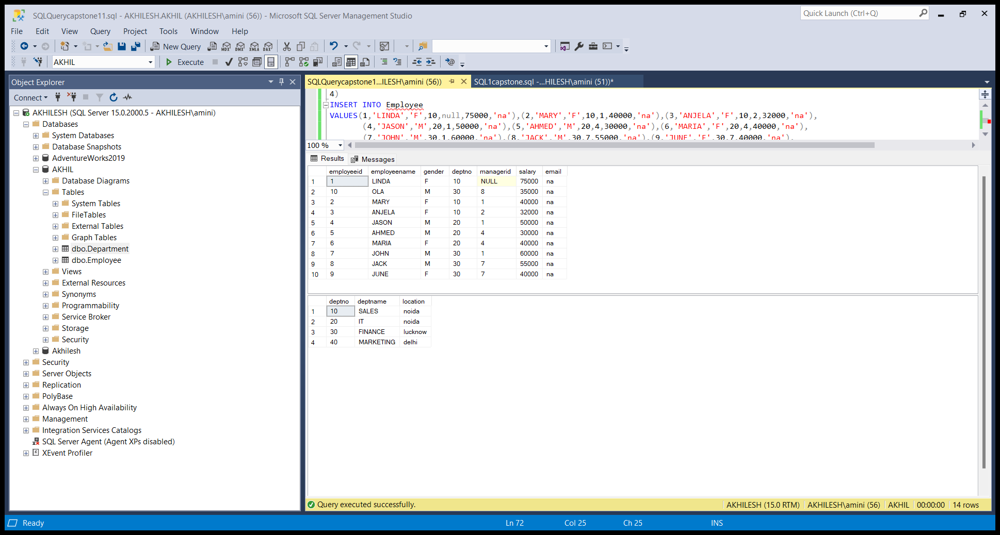 SQLQuerycapstone11.sql - AKHILESH.AKHIL (AKHILESH\amini (56)) - Microsoft SQL Server Management Studio
Quick Launch (Ctrl+Q)
File Edit View Query Project Tools Window Help
New Query MDX DMX XMLA DAX
AKHIL Execute
Object Explorer
Connect
AKHILESH (SQL Server 15.0.2000.5 - AKHILESH\amini)
Databases
System Databases
Database Snapshots
AdventureWorks2019
AKHIL
Database Diagrams
Tables
System Tables
FileTables
External Tables
Graph Tables
dbo.Department
dbo.Employee
Views
External Resources
Synonyms
Programmability
Service Broker
Storage
Security
Akhilesh
Security
Server Objects
Replication
PolyBase
Always On High Availability
Management
Integration Services Catalogs
SQL Server Agent (Agent XPs disabled)
XEvent Profiler
SQLQuerycapstone1...ILESH\amini (56)) SQL1capstone.sql -...HILESH\amini (51))*
4)
INSERT INTO Employee
VALUES(1,'LINDA','F',10,null,75000,'na'),(2,'MARY','F',10,1,40000,'na'),(3,'ANJELA','F',10,2,32000,'na'),
(4,'JASON','M',20,1,50000,'na'),(5,'AHMED','M',20,4,30000,'na'),(6,'MARIA','F',20,4,40000,'na'),
(7,'JOHN','M',30,1,60000,'na'),(8,'JACK','M',30,7,55000,'na'),(9,'JUNE','F',30,7,40000,'na'),
100 %
Results Messages
employeeid employeename gender deptno managerid salary email
1 1 LINDA F 10 NULL 75000 na
2 10 OLA M 30 8 35000 na
3 2 MARY F 10 1 40000 na
4 3 ANJELA F 10 2 32000 na
5 4 JASON M 20 1 50000 na
6 5 AHMED M 20 4 30000 na
7 6 MARIA F 20 4 40000 na
8 7 JOHN M 30 1 60000 na
9 8 JACK M 30 7 55000 na
10 9 JUNE F 30 7 40000 na
deptno deptname location
1 10 SALES noida
2 20 IT noida
3 30 FINANCE lucknow
4 40 MARKETING delhi
Query executed successfully. AKHILESH (15.0 RTM) AKHILESH\amini (56) AKHIL 00:00:00 14 rows
Ready Ln 72 Col 25 Ch 25 INS